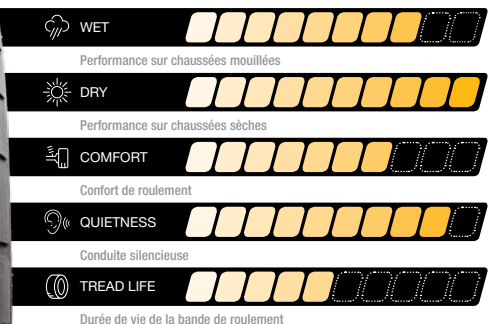 WET
Performance sur chaussées mouillées
DRY
Performance sur chaussées sèches
COMFORT
Confort de roulement
QUIETNESS
Conduite silencieuse
TREAD LIFE
Durée de vie de la bande de roulement